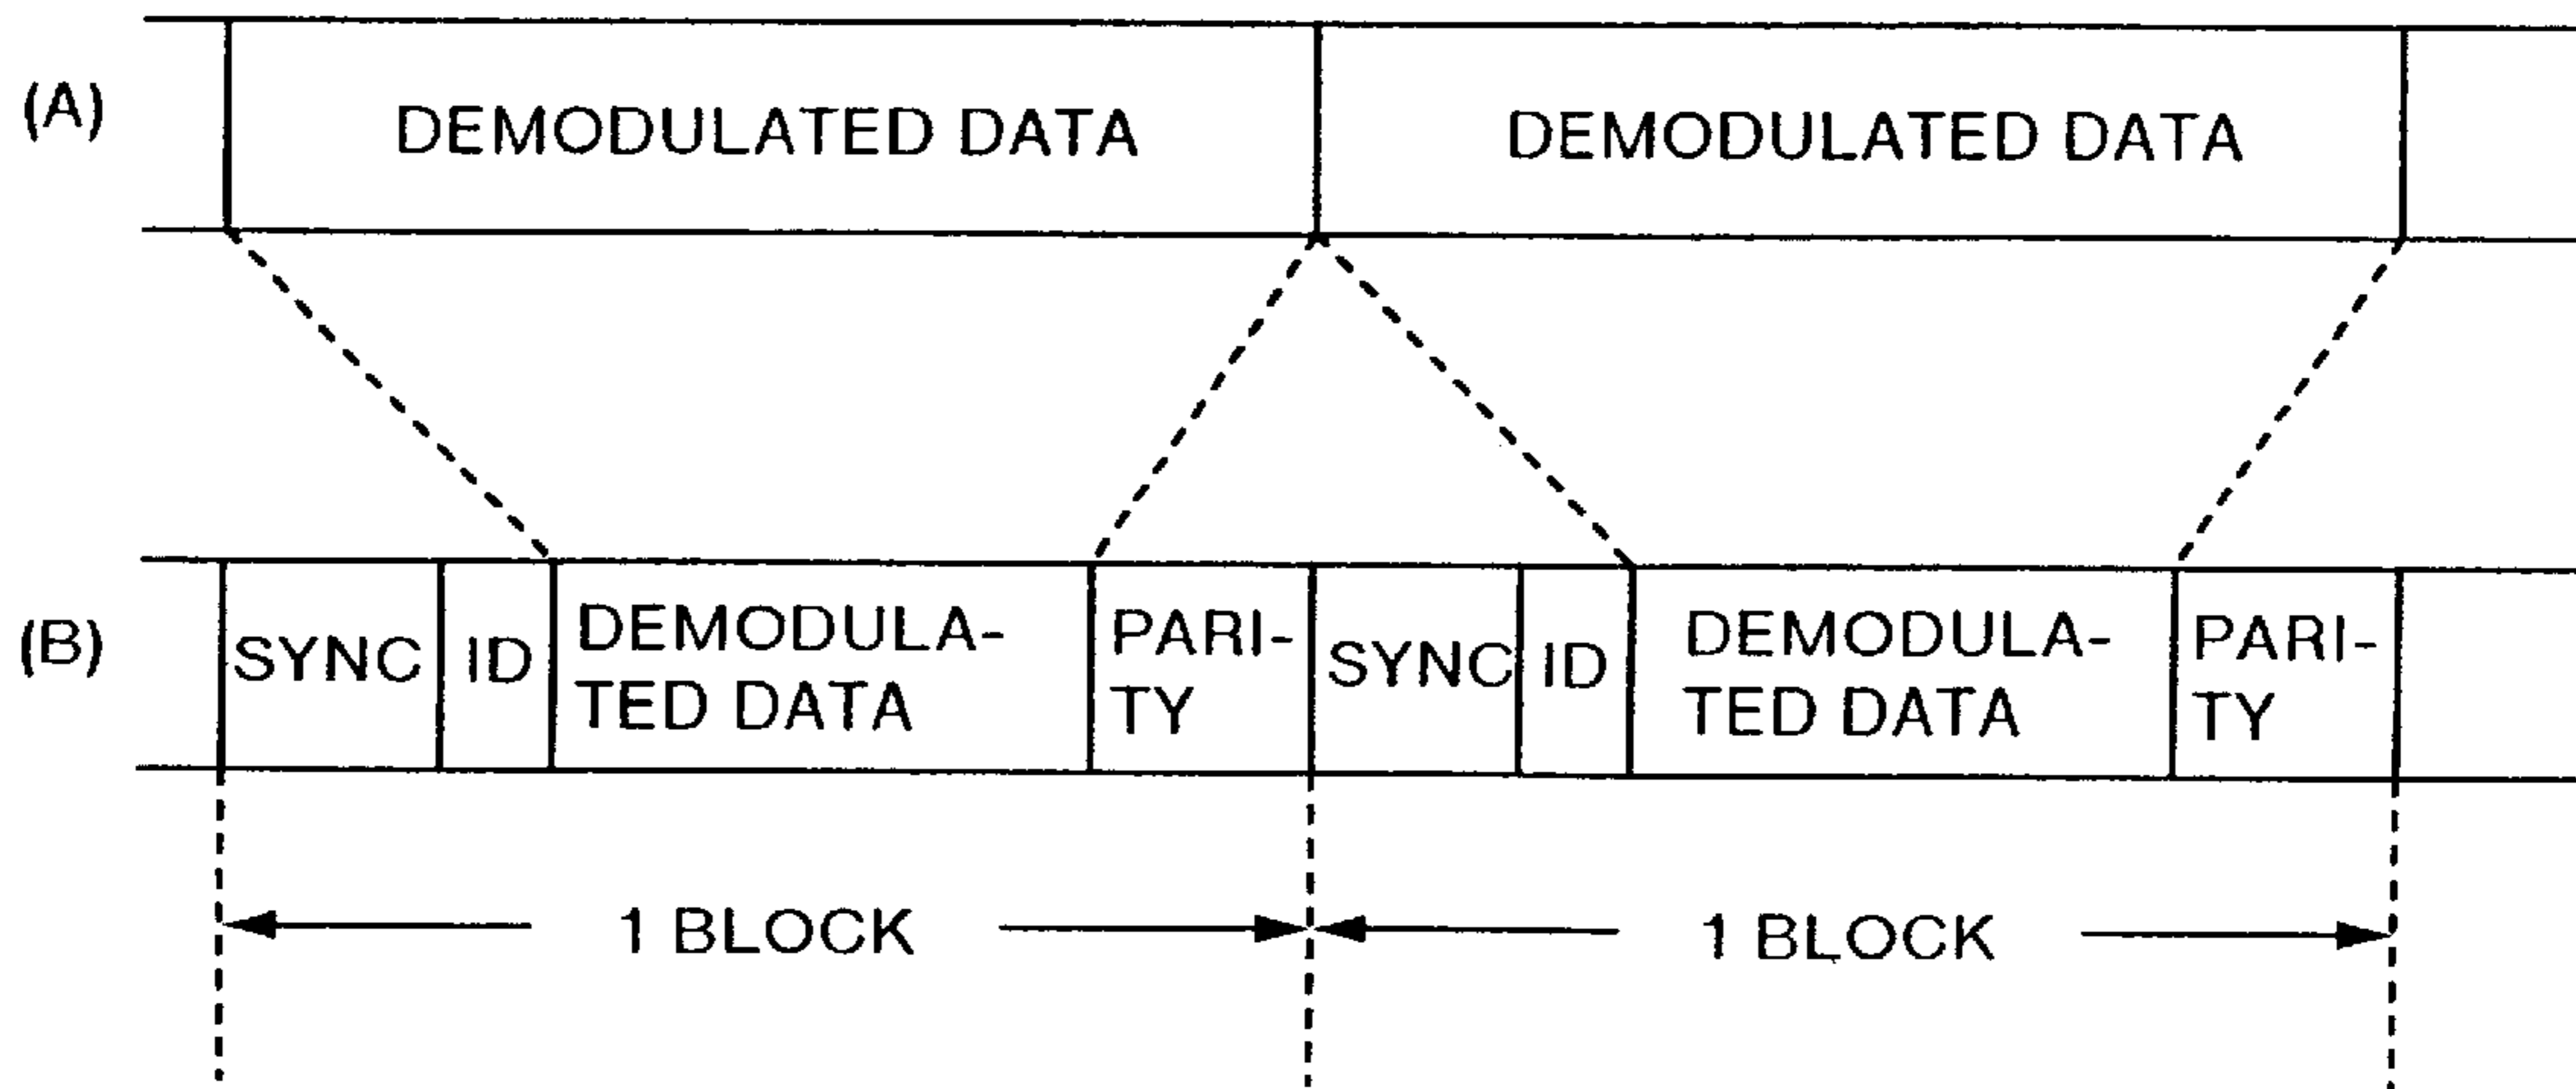 (A) DEMODULATED DATA DEMODULATED DATA
(B) SYNC ID DEMODULA- PARI- SYNC ID DEMODULA- PARI-
TED DATA TY TED DATA TY
1 BLOCK 1 BLOCK